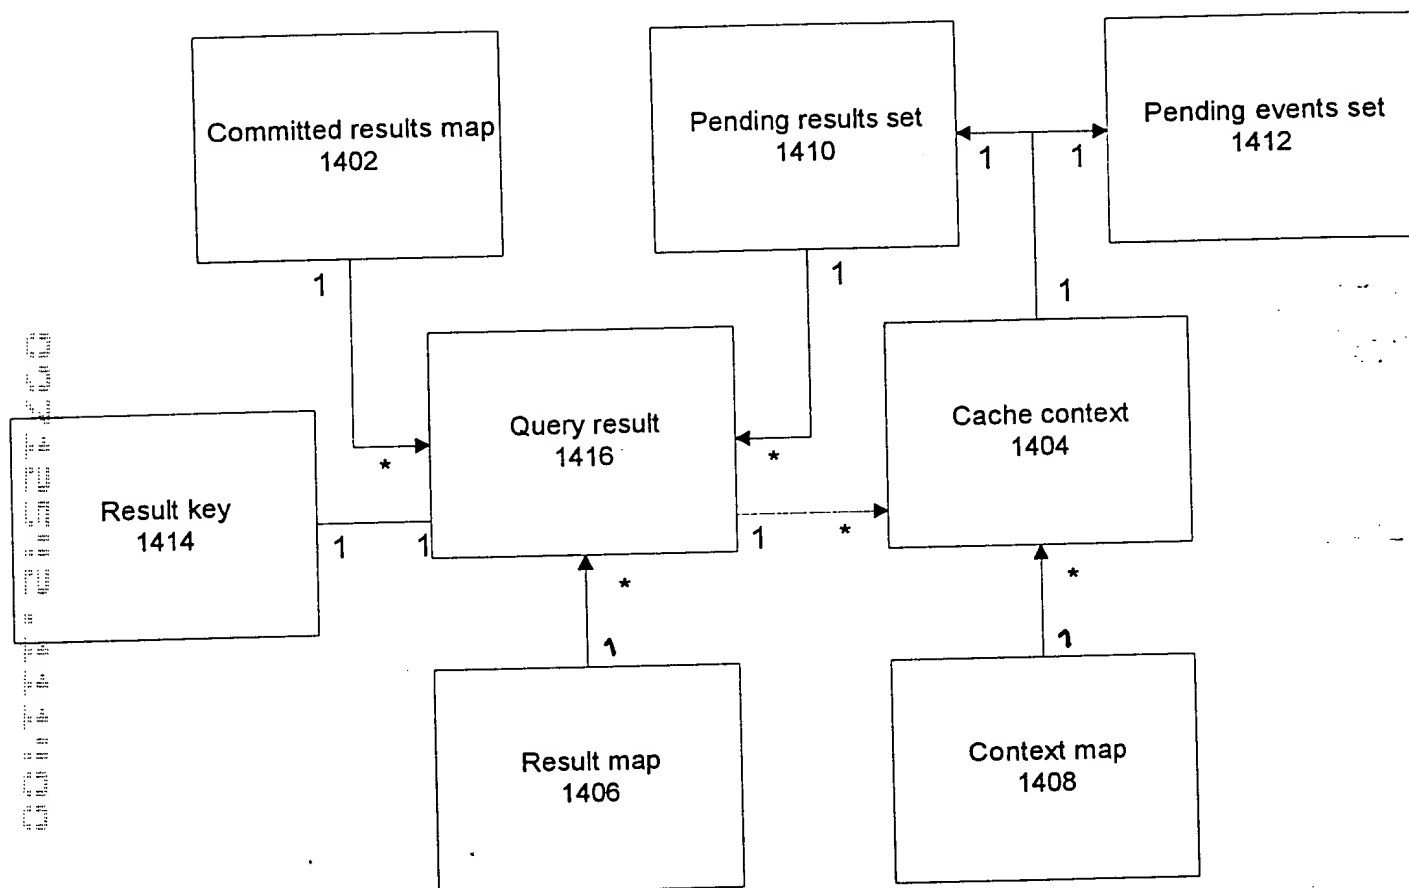 Committed results map
1402
Pending results set
1410
Pending events set
1412
1
1
1
1
1
Query result
1416
Cache context
1404
*
*
Result key
1414
1
1
1
*
*
*
1
1
Result map
1406
Context map
1408